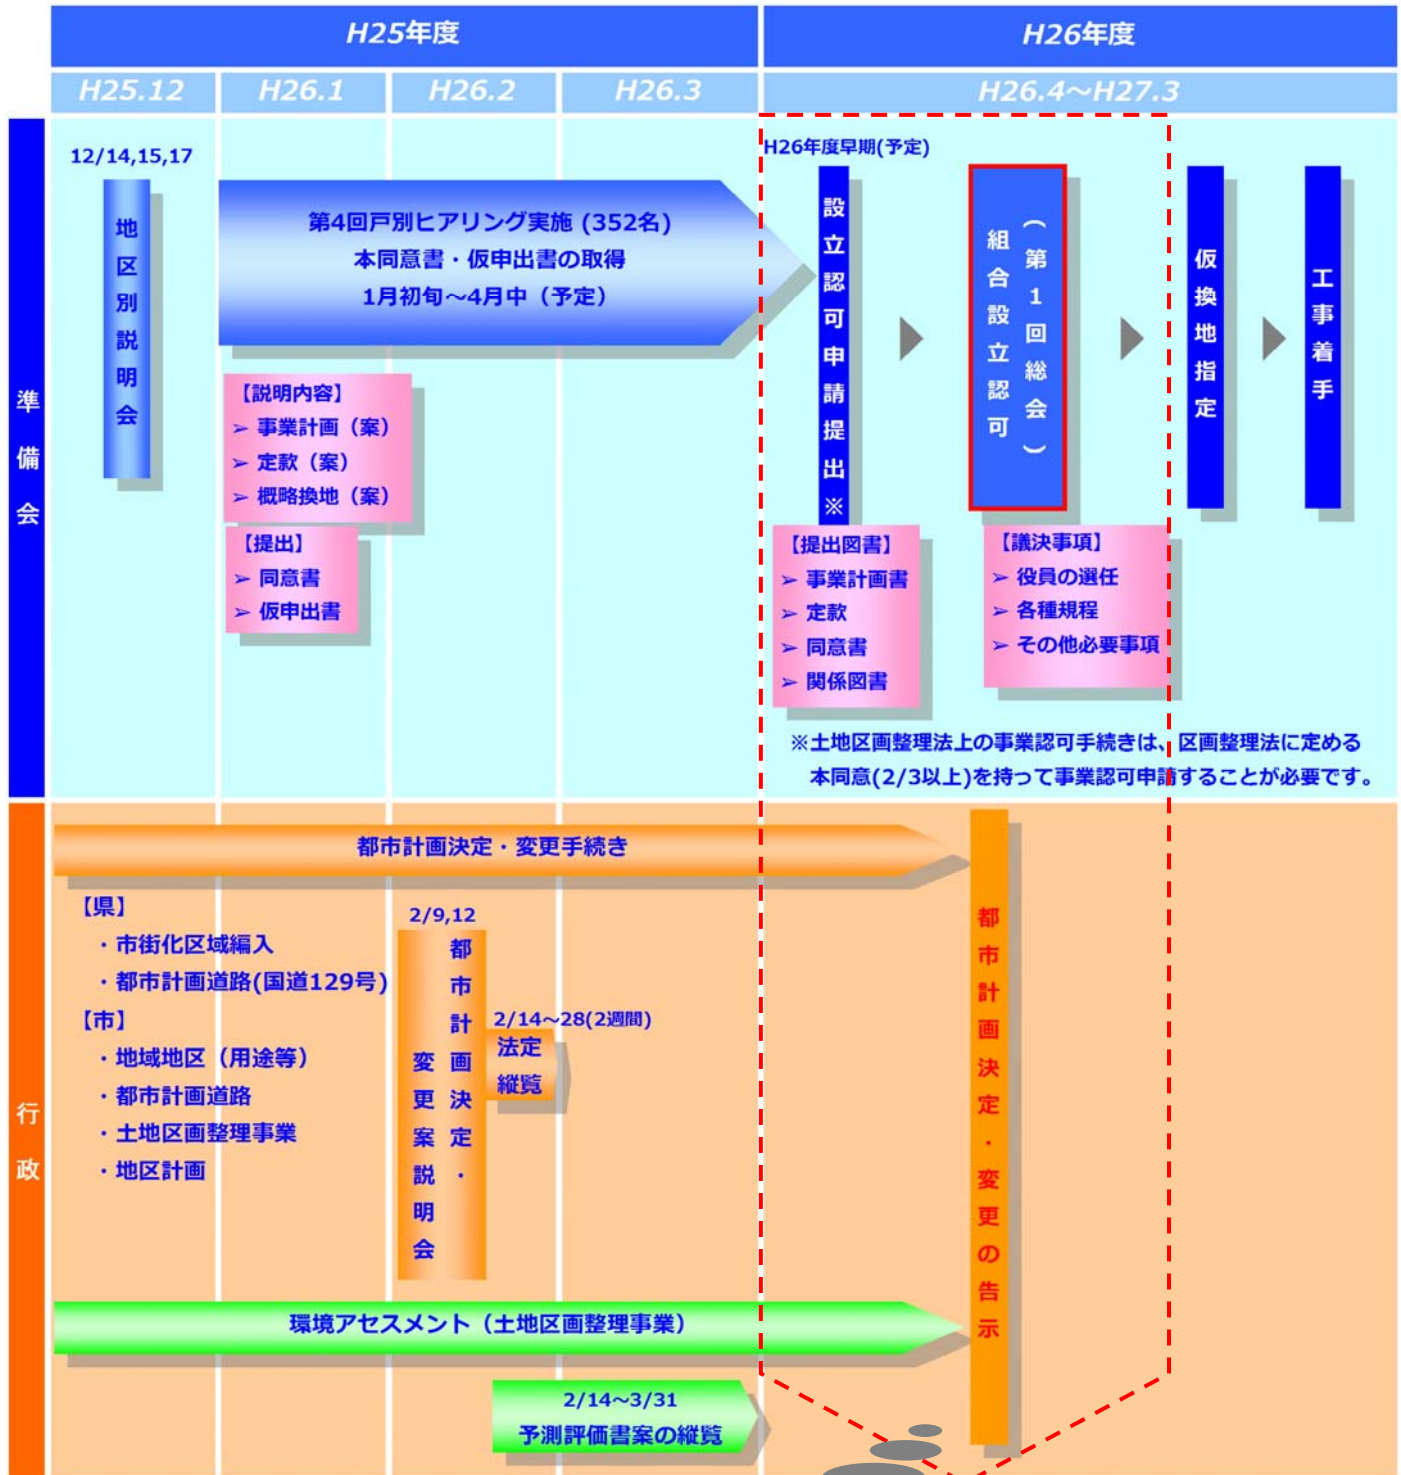 H25年度
H26年度
H25.12
H26.1
H26.2
H26.3
H26.4～H27.3
準備会
12/14,15,17
地区別説明会
第4回戸別ヒアリング実施 (352名)
本同意書・仮申出書の取得
1月初旬～4月中（予定）
【説明内容】
➢ 事業計画（案）
➢ 定款（案）
➢ 概略換地（案）
【提出】
➢ 同意書
➢ 仮申出書
H26年度早期(予定)
設立認可申請提出※
【提出図書】
➢ 事業計画書
➢ 定款
➢ 同意書
➢ 関係図書
（第1回総会）
組合設立認可
【議決事項】
➢ 役員の選任
➢ 各種規程
➢ その他必要事項
仮換地指定
工事着手
※土地区画整理法上の事業認可手続きは、区画整理法に定める
本同意(2/3以上)を持って事業認可申請することが必要です。
行政
都市計画決定・変更手続き
【県】
・市街化区域編入
・都市計画道路(国道129号)
【市】
・地域地区（用途等）
・都市計画道路
・土地区画整理事業
・地区計画
2/9,12
都市計画決定・
変更案説明会
2/14～28(2週間)
法定
縦覧
都市計画決定・変更の告示
環境アセスメント（土地区画整理事業）
2/14～3/31
予測評価書案の縦覧